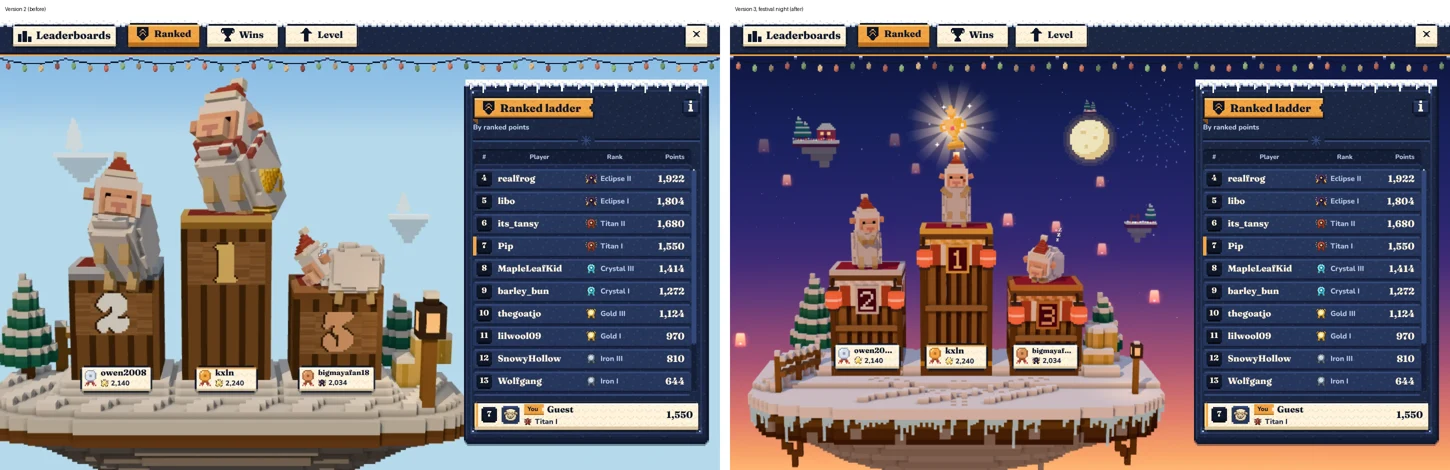 Version 2 (before)
Leaderboards
Ranked
Wins
Level
×
Ranked ladder
i
By ranked points
# Player Rank Points
4 realfrog Eclipse II 1,922
5 libo Eclipse I 1,804
6 its_tansy Titan II 1,680
7 Pip Titan I 1,550
8 MapleLeafKid Crystal III 1,414
9 barley_bun Crystal I 1,272
10 thegoatjo Gold III 1,124
11 lilwool09 Gold I 970
12 SnowyHollow Iron III 810
13 Wolfgang Iron I 644
7 You Guest 1,550
Titan I
1
2
3
owen2008
2,140
kxln
2,240
bigmayafan18
2,034
Version 3, festival night (after)
Leaderboards
Ranked
Wins
Level
×
Ranked ladder
i
By ranked points
# Player Rank Points
4 realfrog Eclipse II 1,922
5 libo Eclipse I 1,804
6 its_tansy Titan II 1,680
7 Pip Titan I 1,550
8 MapleLeafKid Crystal III 1,414
9 barley_bun Crystal I 1,272
10 thegoatjo Gold III 1,124
11 lilwool09 Gold I 970
12 SnowyHollow Iron III 810
13 Wolfgang Iron I 644
7 You Guest 1,550
Titan I
z
z
1
2
3
owen20...
2,140
kxln
2,240
bigmayaf...
2,034